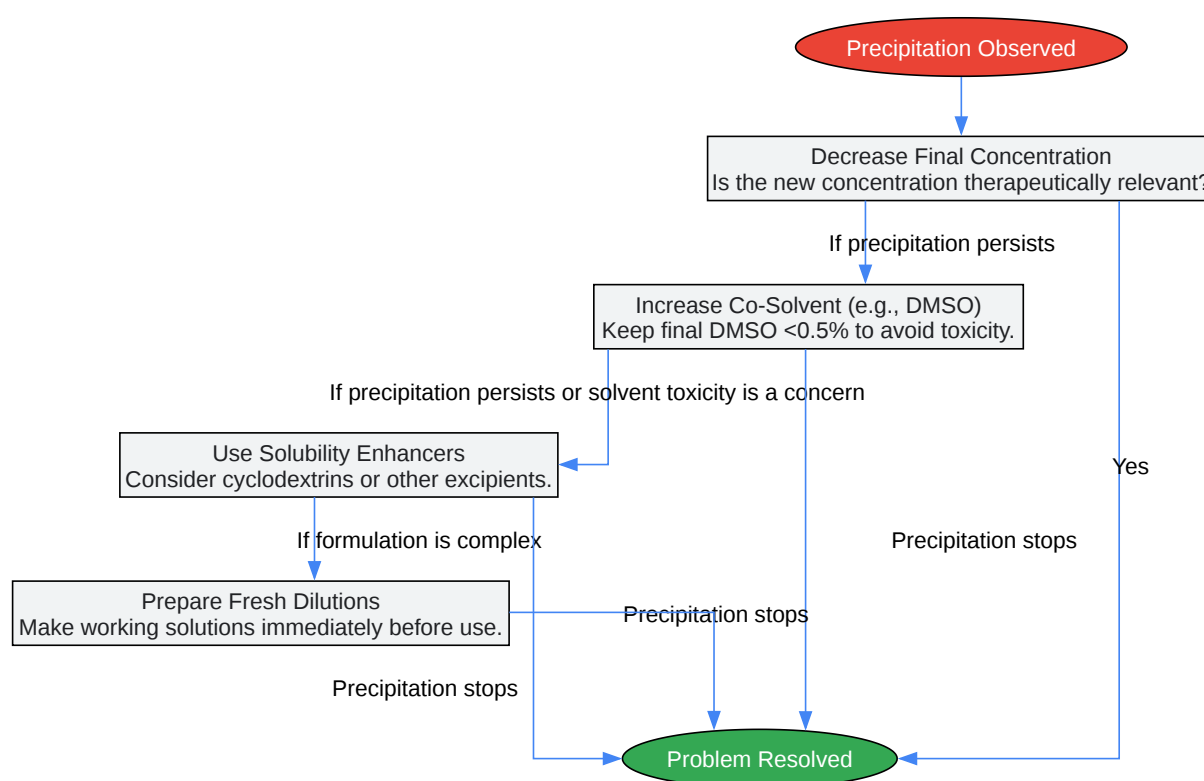 Precipitation Observed
Decrease Final Concentration
Is the new concentration therapeutically relevant?
If precipitation persists
Increase Co-Solvent (e.g., DMSO)
Keep final DMSO <0.5% to avoid toxicity.
If precipitation persists or solvent toxicity is a concern
Use Solubility Enhancers
Consider cyclodextrins or other excipients.
Yes
If formulation is complex
Precipitation stops
Prepare Fresh Dilutions
Make working solutions immediately before use.
Precipitation stops
Precipitation stops
Problem Resolved